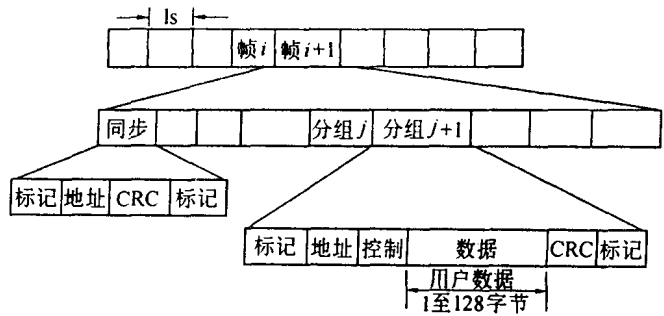 1s
帧i 帧i+1
同步 分组j 分组j+1
标记 地址 CRC 标记
标记 地址 控制 数据 CRC 标记
用户数据
1至128字节